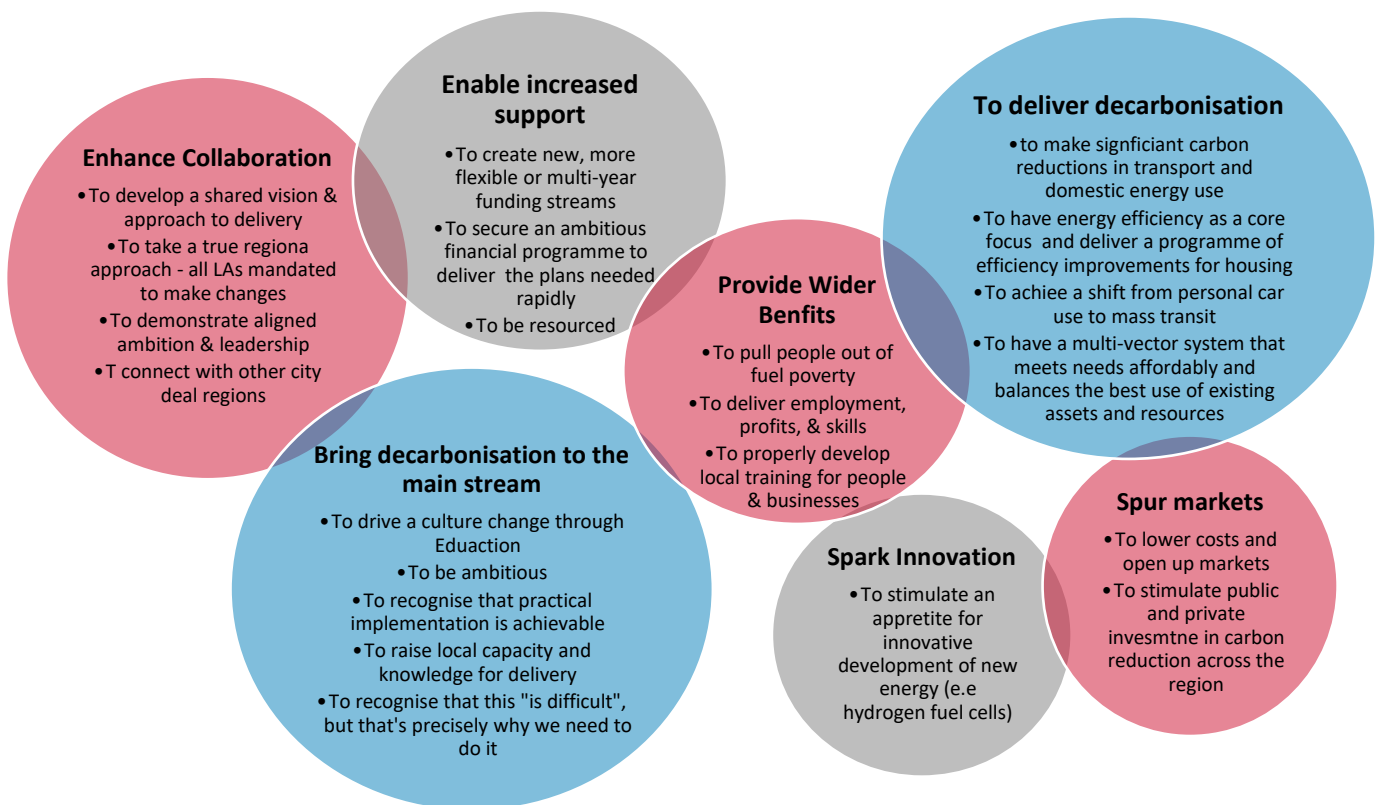 Enhance Collaboration
•To develop a shared vision &
approach to delivery
•To take a true regiona
approach - all LAs mandated
to make changes
•To demonstrate aligned
ambition & leadership
•T connect with other city
deal regions
Enable increased
support
•To create new, more
flexible or multi-year
funding streams
•To secure an ambitious
financial programme to
deliver the plans needed
rapidly
•To be resourced
Provide Wider
Benfits
•To pull people out of
fuel poverty
•To deliver employment,
profits, & skills
•To properly develop
local training for people
& businesses
To deliver decarbonisation
•to make signficiant carbon
reductions in transport and
domestic energy use
•To have energy efficiency as a core
focus and deliver a programme of
efficiency improvements for housing
•To achiee a shift from personal car
use to mass transit
•To have a multi-vector system that
meets needs affordably and
balances the best use of existing
assets and resources
Bring decarbonisation to the
main stream
•To drive a culture change through
Eduaction
•To be ambitious
•To recognise that practical
implementation is achievable
•To raise local capacity and
knowledge for delivery
•To recognise that this "is difficult",
but that's precisely why we need to
do it
Spark Innovation
•To stimulate an
appretite for
innovative
development of new
energy (e.e
hydrogen fuel cells)
Spur markets
•To lower costs and
open up markets
•To stimulate public
and private
invesmtne in carbon
reduction across the
region